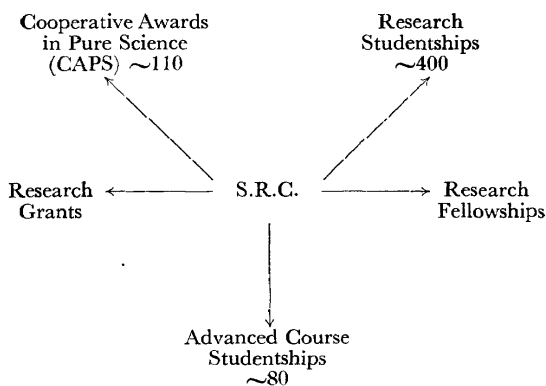 Cooperative Awards
in Pure Science
(CAPS) ~110
Research
Studentships
~400
Research
Grants
S.R.C.
Research
Fellowships
Advanced Course
Studentships
~80